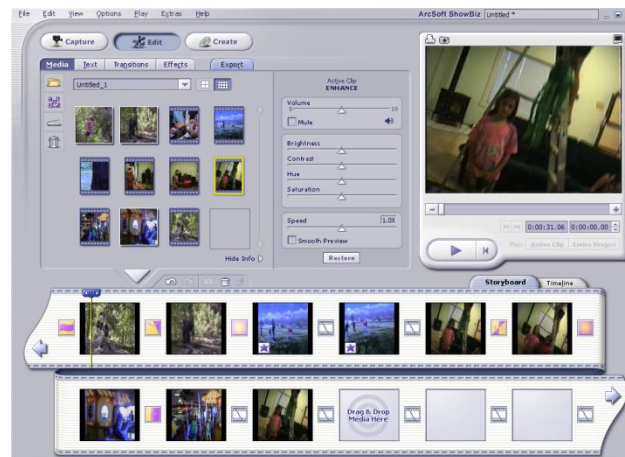 File Edit View Options Play Extras Help
ArcSoft ShowBiz Untitled *
Capture Edit Create
Media Text Transitions Effects Export
Untitled_1
Active Clip
ENHANCE
Volume
0 10
Mute
Brightness
Contrast
Hue
Saturation
Speed 1.0X
Smooth Preview
Hide Info
Restore
0:00:31.06 0:00:00.00
Play: Active Clip Entire Project
Storyboard Timeline
Drag & Drop
Media Here